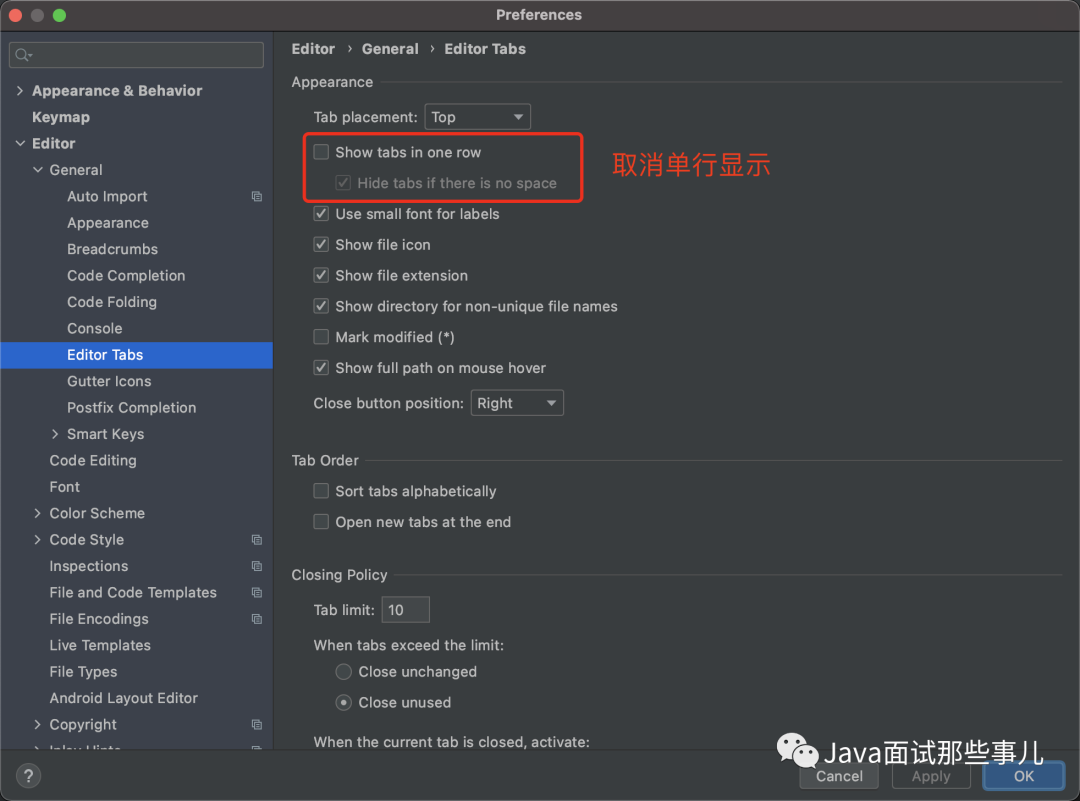 Preferences
Appearance & Behavior
Keymap
Editor
General
Auto Import
Appearance
Breadcrumbs
Code Completion
Code Folding
Console
Editor Tabs
Gutter Icons
Postfix Completion
Smart Keys
Code Editing
Font
Color Scheme
Code Style
Inspections
File and Code Templates
File Encodings
Live Templates
File Types
Android Layout Editor
Copyright
Editor › General › Editor Tabs
Appearance
Tab placement: Top
Show tabs in one row
Hide tabs if there is no space
取消单行显示
Use small font for labels
Show file icon
Show file extension
Show directory for non-unique file names
Mark modified (*)
Show full path on mouse hover
Close button position: Right
Tab Order
Sort tabs alphabetically
Open new tabs at the end
Closing Policy
Tab limit: 10
When tabs exceed the limit:
Close unchanged
Close unused
When the current tab is closed, activate:
Java面试那些事儿
?
Cancel Apply OK